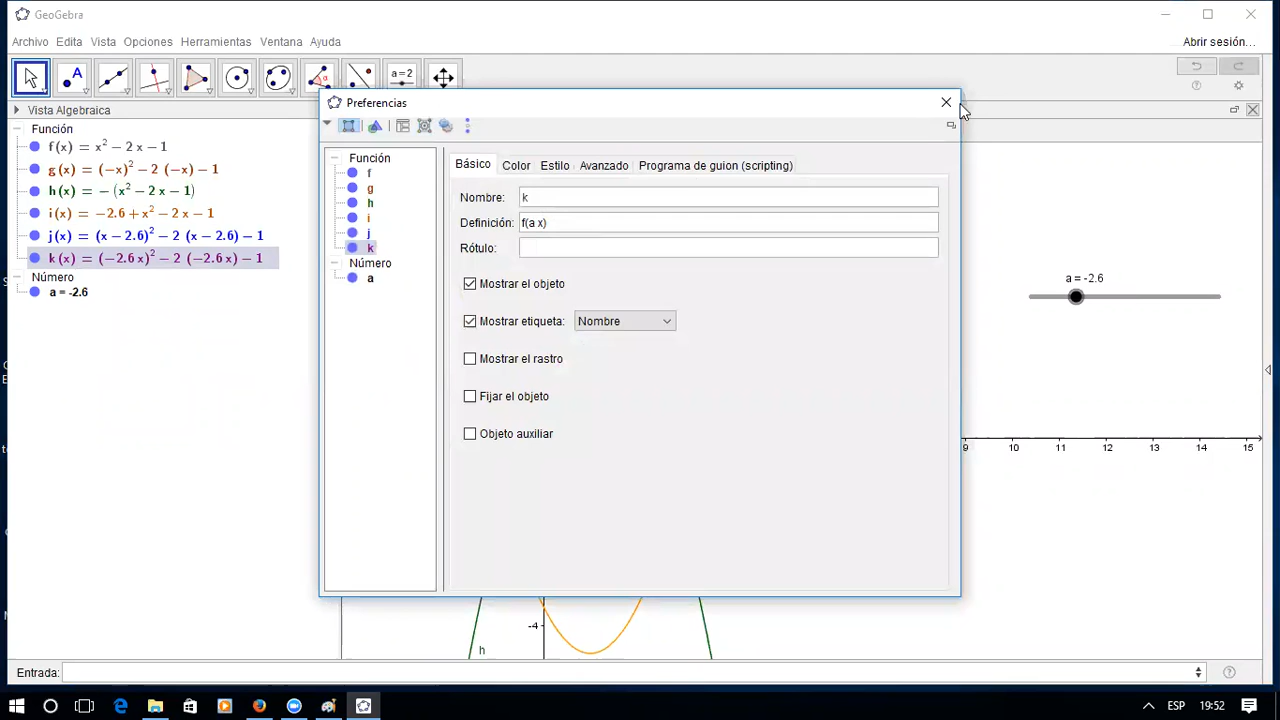 GeoGebra
Archivo Edita Vista Opciones Herramientas Ventana Ayuda
Abrir sesión...
A
α
a = 2
Vista Algebraica
Función
f(x) = x² − 2 x − 1
g(x) = (−x)² − 2 (−x) − 1
h(x) = − (x² − 2 x − 1)
i(x) = −2.6 + x² − 2 x − 1
j(x) = (x − 2.6)² − 2 (x − 2.6) − 1
k(x) = (−2.6 x)² − 2 (−2.6 x) − 1
Número
a = -2.6
Preferencias
Función
f
g
h
i
j
k
Número
a
Básico Color Estilo Avanzado Programa de guion (scripting)
Nombre: k
Definición: f(a x)
Rótulo:
Mostrar el objeto
Mostrar etiqueta: Nombre
Mostrar el rastro
Fijar el objeto
Objeto auxiliar
a = -2.6
9 10 11 12 13 14 15
-4
h
Entrada:
ESP 19:52